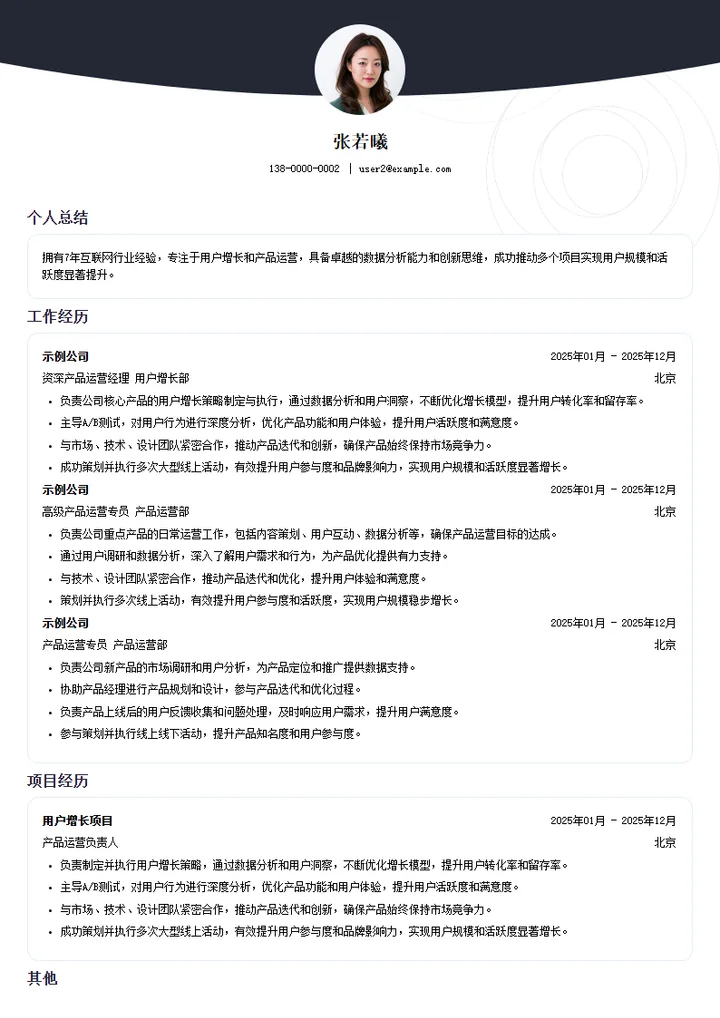 张若曦
138-0000-0002 | user2@example.com
个人总结
拥有7年互联网行业经验，专注于用户增长和产品运营，具备卓越的数据分析能力和创新思维，成功推动多个项目实现用户规模和活
跃度显著提升。
工作经历
示例公司 2025年01月 - 2025年12月
资深产品运营经理 用户增长部 北京
• 负责公司核心产品的用户增长策略制定与执行，通过数据分析和用户洞察，不断优化增长模型，提升用户转化率和留存率。
• 主导A/B测试，对用户行为进行深度分析，优化产品功能和用户体验，提升用户活跃度和满意度。
• 与市场、技术、设计团队紧密合作，推动产品迭代和创新，确保产品始终保持市场竞争力。
• 成功策划并执行多次大型线上活动，有效提升用户参与度和品牌影响力，实现用户规模和活跃度显著增长。
示例公司 2025年01月 - 2025年12月
高级产品运营专员 产品运营部 北京
• 负责公司重点产品的日常运营工作，包括内容策划、用户互动、数据分析等，确保产品运营目标的达成。
• 通过用户调研和数据分析，深入了解用户需求和行为，为产品优化提供有力支持。
• 与技术、设计团队紧密合作，推动产品迭代和优化，提升用户体验和满意度。
• 策划并执行多次线上活动，有效提升用户参与度和活跃度，实现用户规模稳步增长。
示例公司 2025年01月 - 2025年12月
产品运营专员 产品运营部 北京
• 负责公司新产品的市场调研和用户分析，为产品定位和推广提供数据支持。
• 协助产品经理进行产品规划和设计，参与产品迭代和优化过程。
• 负责产品上线后的用户反馈收集和问题处理，及时响应用户需求，提升用户满意度。
• 参与策划并执行线上线下活动，提升产品知名度和用户参与度。
项目经历
用户增长项目 2025年01月 - 2025年12月
产品运营负责人 北京
• 负责制定并执行用户增长策略，通过数据分析和用户洞察，不断优化增长模型，提升用户转化率和留存率。
• 主导A/B测试，对用户行为进行深度分析，优化产品功能和用户体验，提升用户活跃度和满意度。
• 与市场、技术、设计团队紧密合作，推动产品迭代和创新，确保产品始终保持市场竞争力。
• 成功策划并执行多次大型线上活动，有效提升用户参与度和品牌影响力，实现用户规模和活跃度显著增长。
其他